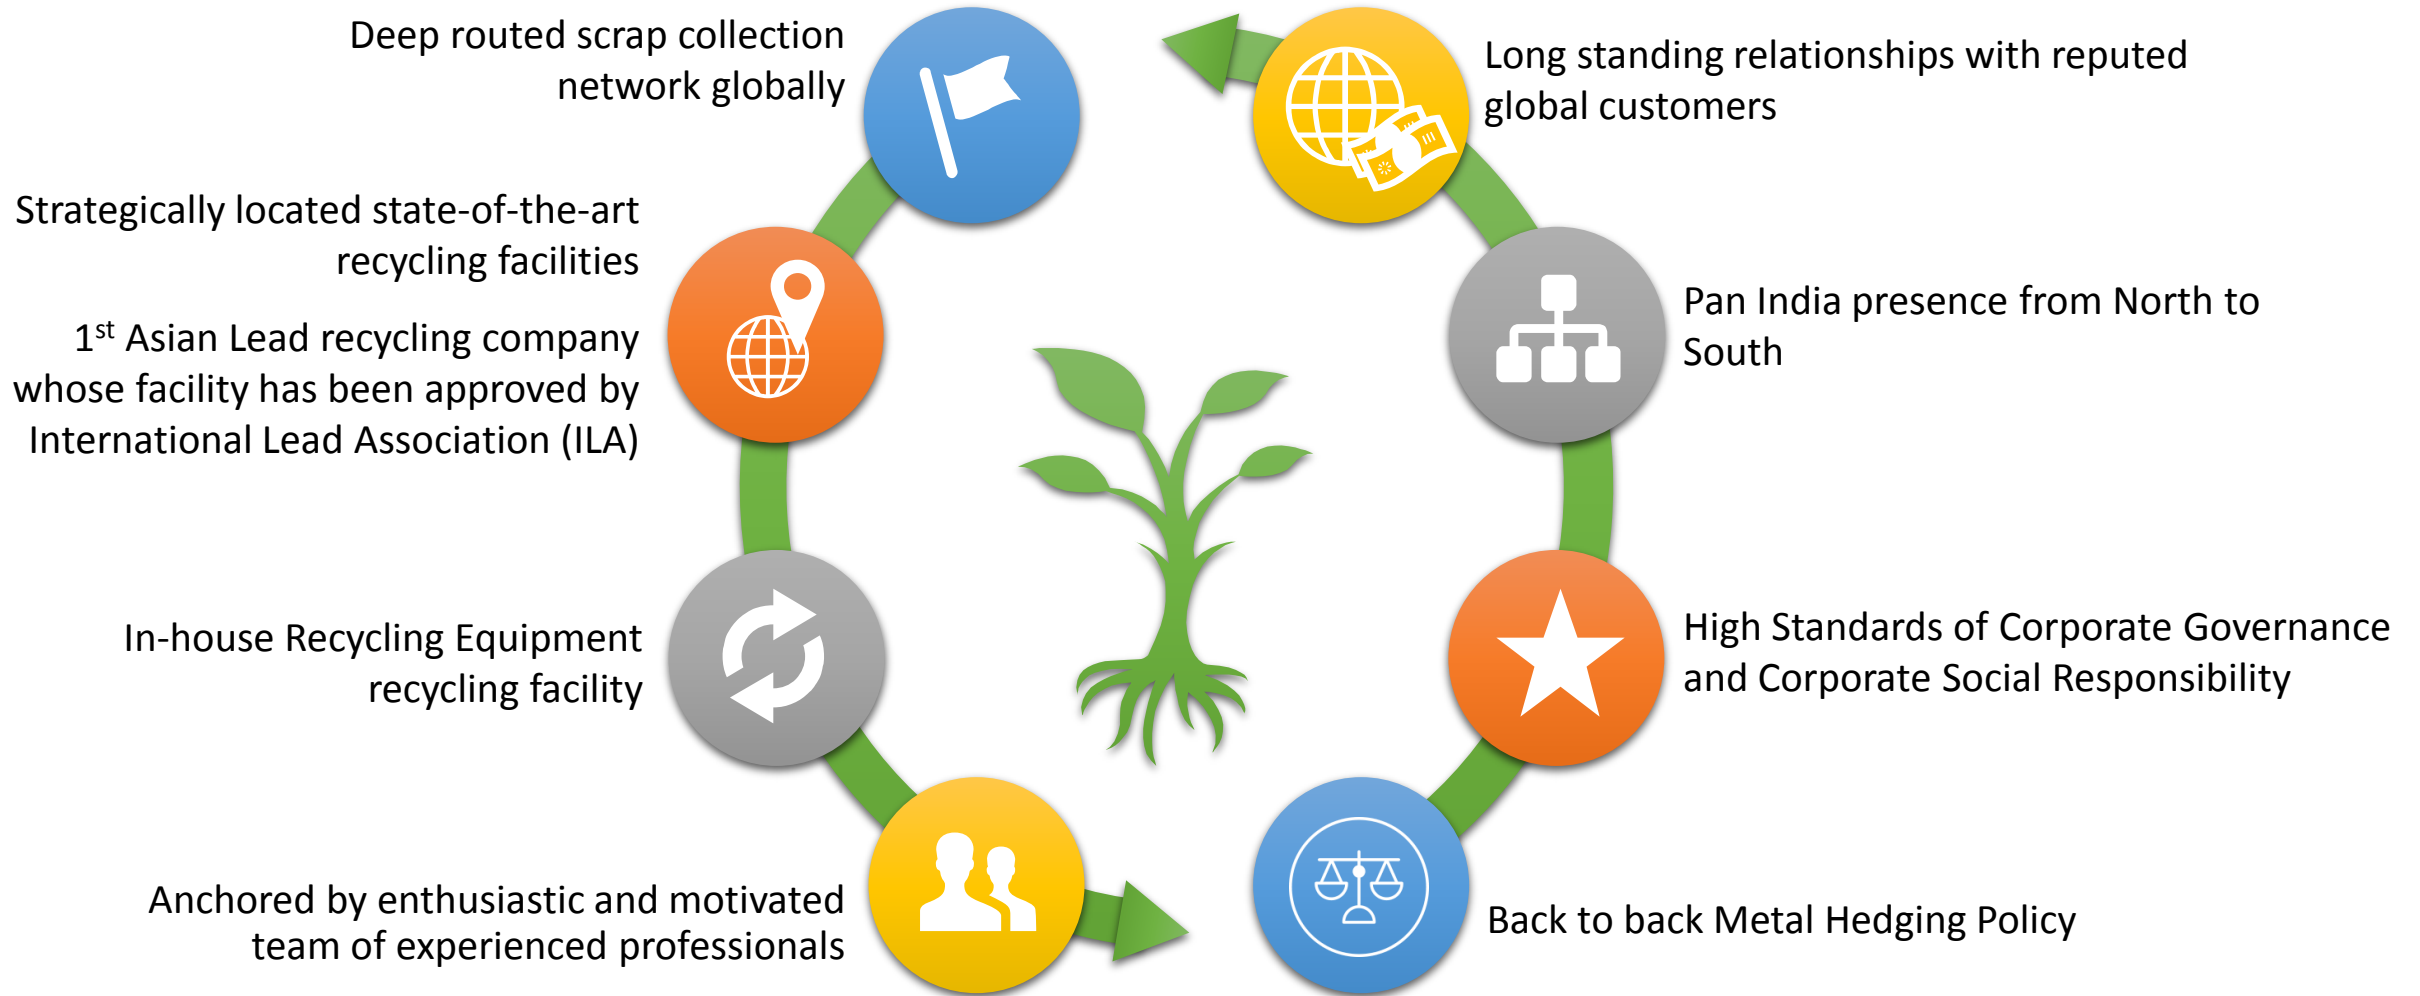 Deep routed scrap collection
network globally
Strategically located state-of-the-art
recycling facilities
1st Asian Lead recycling company
whose facility has been approved by
International Lead Association (ILA)
In-house Recycling Equipment
recycling facility
Anchored by enthusiastic and motivated
team of experienced professionals
Long standing relationships with reputed
global customers
Pan India presence from North to
South
High Standards of Corporate Governance
and Corporate Social Responsibility
Back to back Metal Hedging Policy